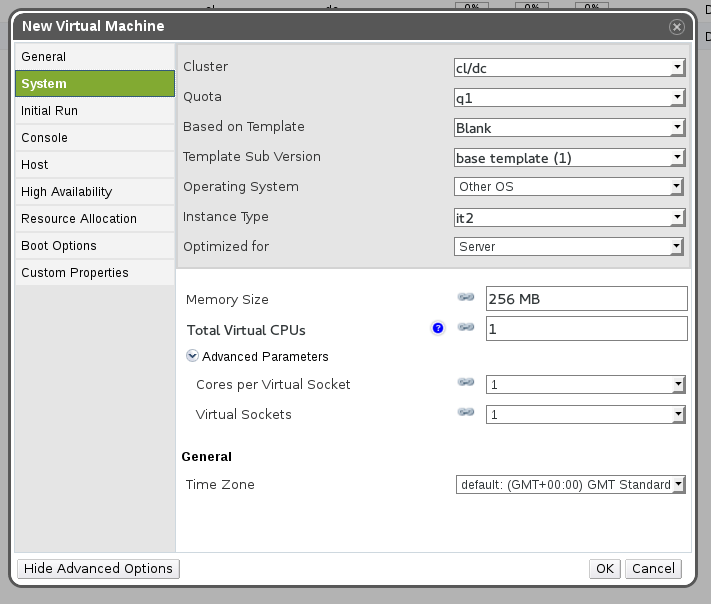 0% 0% 0%
New Virtual Machine
General
System
Initial Run
Console
Host
High Availability
Resource Allocation
Boot Options
Custom Properties
Cluster cl/dc
Quota q1
Based on Template Blank
Template Sub Version base template (1)
Operating System Other OS
Instance Type it2
Optimized for Server
Memory Size 256 MB
Total Virtual CPUs ? 1
Advanced Parameters
Cores per Virtual Socket 1
Virtual Sockets 1
General
Time Zone default: (GMT+00:00) GMT Standard
Hide Advanced Options OK Cancel